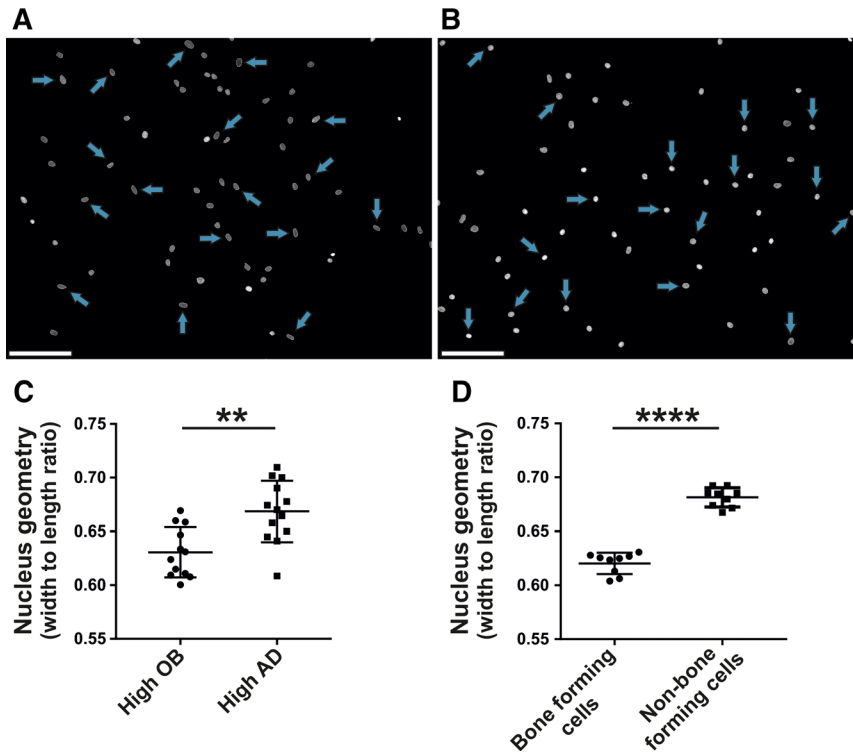 A
B
C
D
Nucleus geometry
(width to length ratio)
0.75
0.70
0.65
0.60
0.55
**
High OB
High AD
Nucleus geometry
(width to length ratio)
0.75
0.70
0.65
0.60
0.55
****
Bone forming
cells
Non-bone
forming cells